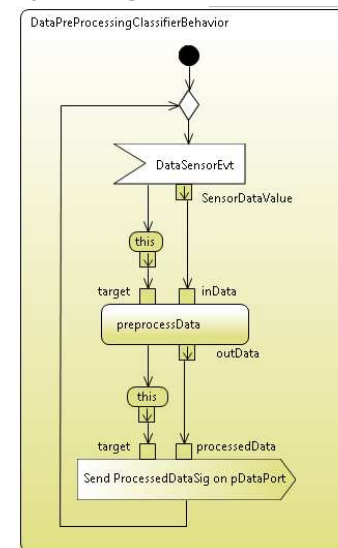 DataPreProcessingClassifierBehavior
DataSensorEvt
SensorDataValue
this
target
inData
preprocessData
outData
this
target
processedData
Send ProcessedDataSig on pDataPort